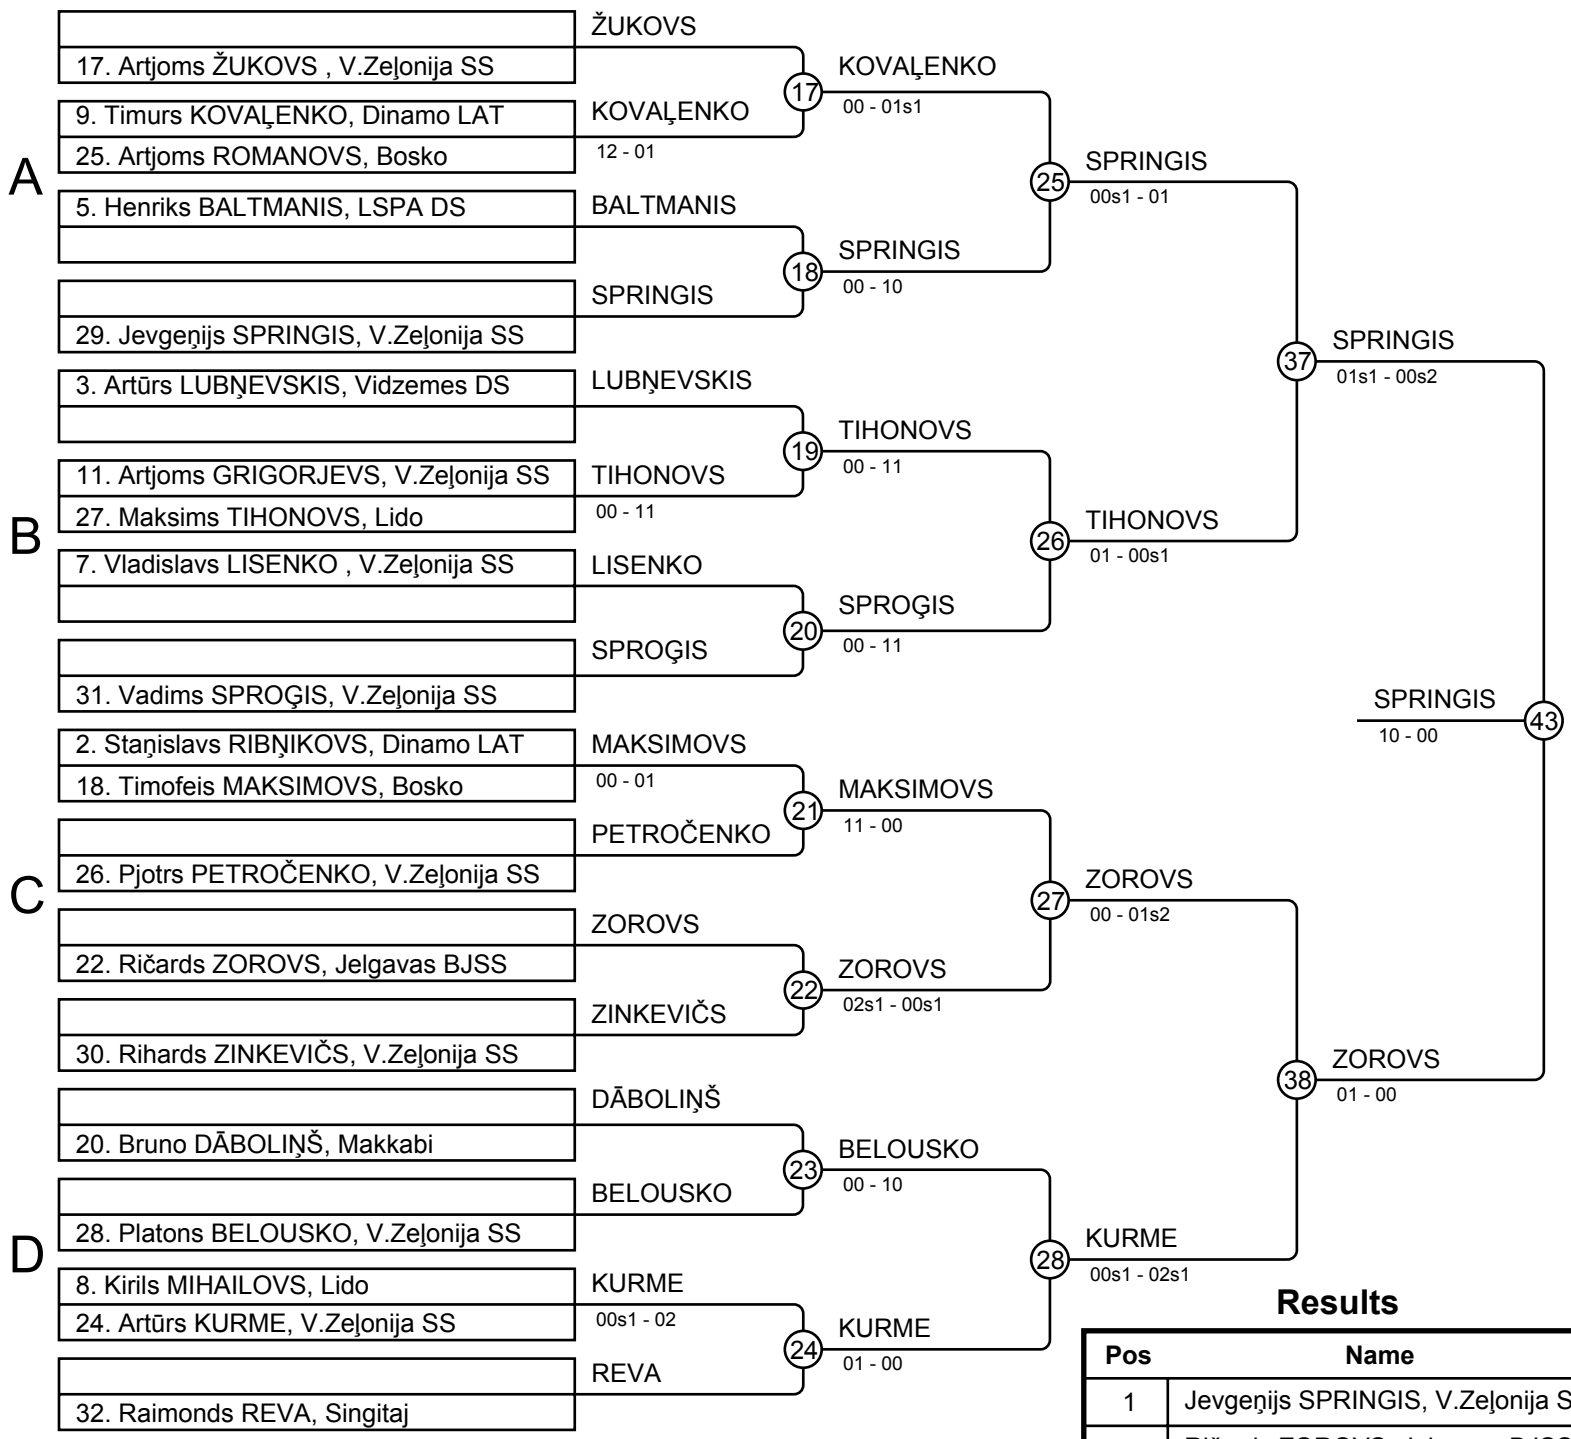 A
17. Artjoms ŽUKOVS , V.Zeļonija SS
9. Timurs KOVAĻENKO, Dinamo LAT
25. Artjoms ROMANOVS, Bosko
5. Henriks BALTMANIS, LSPA DS
29. Jevgeņijs SPRINGIS, V.Zeļonija SS
B
3. Artūrs LUBŅEVSKIS, Vidzemes DS
11. Artjoms GRIGORJEVS, V.Zeļonija SS
27. Maksims TIHONOVS, Lido
7. Vladislavs LISENKO , V.Zeļonija SS
31. Vadims SPROĢIS, V.Zeļonija SS
C
2. Staņislavs RIBŅIKOVS, Dinamo LAT
18. Timofeis MAKSIMOVS, Bosko
26. Pjotrs PETROČENKO, V.Zeļonija SS
22. Ričards ZOROVS, Jelgavas BJSS
30. Rihards ZINKEVIČS, V.Zeļonija SS
D
20. Bruno DĀBOLIŅŠ, Makkabi
28. Platons BELOUSKO, V.Zeļonija SS
8. Kirils MIHAILOVS, Lido
24. Artūrs KURME, V.Zeļonija SS
32. Raimonds REVA, Singitaj
ŽUKOVS
KOVAĻENKO
12 - 01
BALTMANIS
SPRINGIS
LUBŅEVSKIS
TIHONOVS
00 - 11
LISENKO
SPROĢIS
MAKSIMOVS
00 - 01
PETROČENKO
ZOROVS
ZINKEVIČS
DĀBOLIŅŠ
BELOUSKO
KURME
00s1 - 02
REVA
17
KOVAĻENKO
00 - 01s1
18
SPRINGIS
00 - 10
19
TIHONOVS
00 - 11
20
SPROĢIS
00 - 11
21
MAKSIMOVS
11 - 00
22
ZOROVS
02s1 - 00s1
23
BELOUSKO
00 - 10
24
KURME
01 - 00
25
SPRINGIS
00s1 - 01
26
TIHONOVS
01 - 00s1
27
ZOROVS
00 - 01s2
28
KURME
00s1 - 02s1
37
SPRINGIS
01s1 - 00s2
38
ZOROVS
01 - 00
SPRINGIS
43
10 - 00
Results
Pos Name
1 Jevgeņijs SPRINGIS, V.Zeļonija S